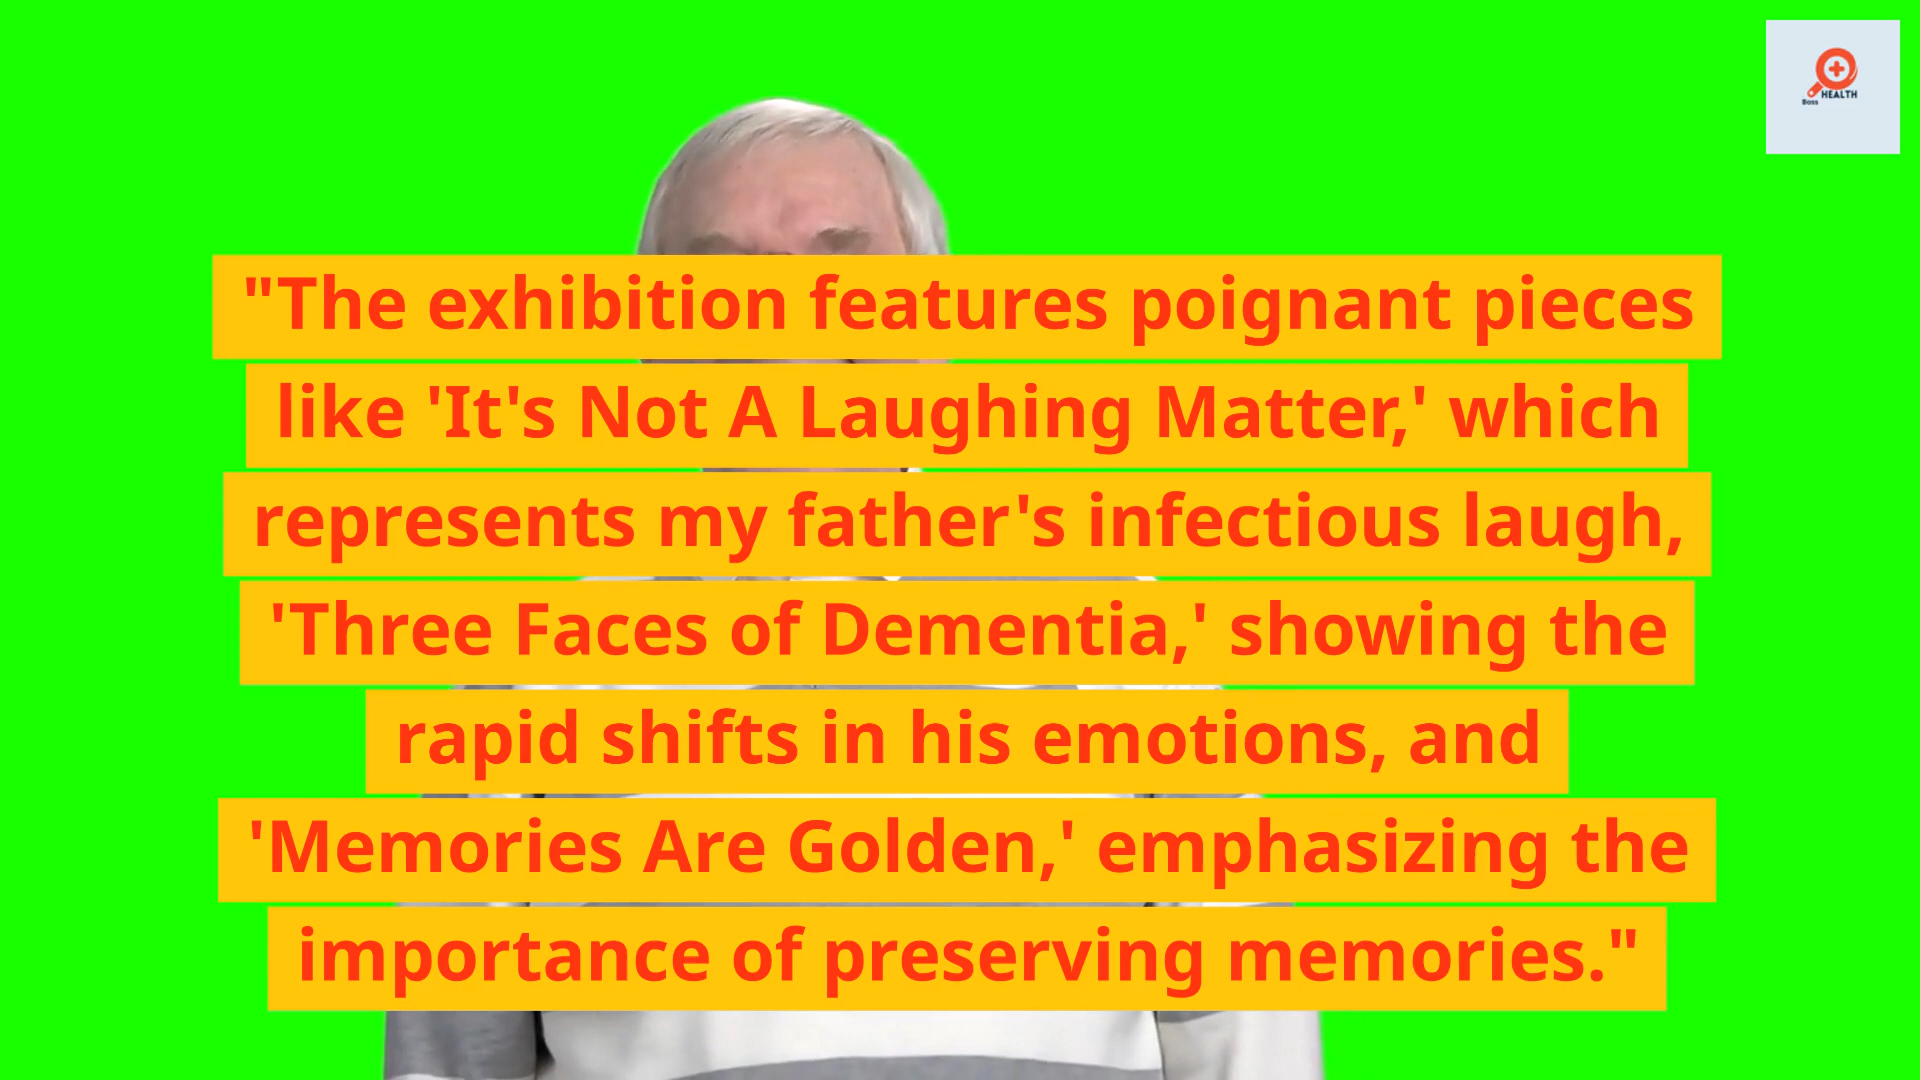 Boss HEALTH
"The exhibition features poignant pieces
like 'It's Not A Laughing Matter,' which
represents my father's infectious laugh,
'Three Faces of Dementia,' showing the
rapid shifts in his emotions, and
'Memories Are Golden,' emphasizing the
importance of preserving memories."